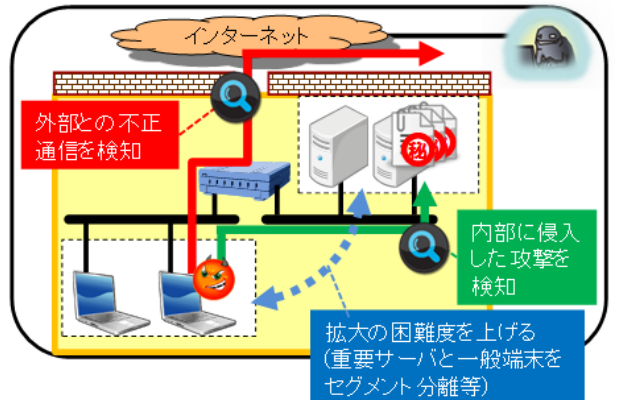 インターネット
外部との不正
通信を検知
㊙
内部に侵入
した攻撃を
検知
拡大の困難度を上げる
(重要サーバと一般端末を
セグメント分離等)